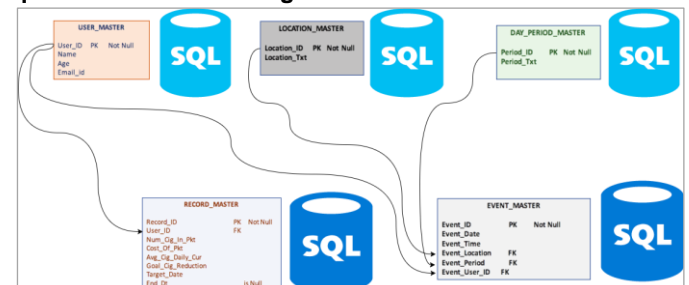 USER_MASTER
User_ID PK Not Null
Name
Age
Email_id
SQL
LOCATION_MASTER
Location_ID PK Not Null
Location_Txt
SQL
DAY_PERIOD_MASTER
Period_ID PK Not Null
Period_Txt
SQL
RECORD_MASTER
Record_ID PK Not Null
User_ID FK
Num_Cig_In_Pkt
Cost_Of_Pkt
Avg_Cig_Daily_Cur
Goal_Cig_Reduction
Target_Date
End_Dt is Null
SQL
EVENT_MASTER
Event_ID PK Not Null
Event_Date
Event_Time
Event_Location FK
Event_Period FK
Event_User_ID FK
SQL